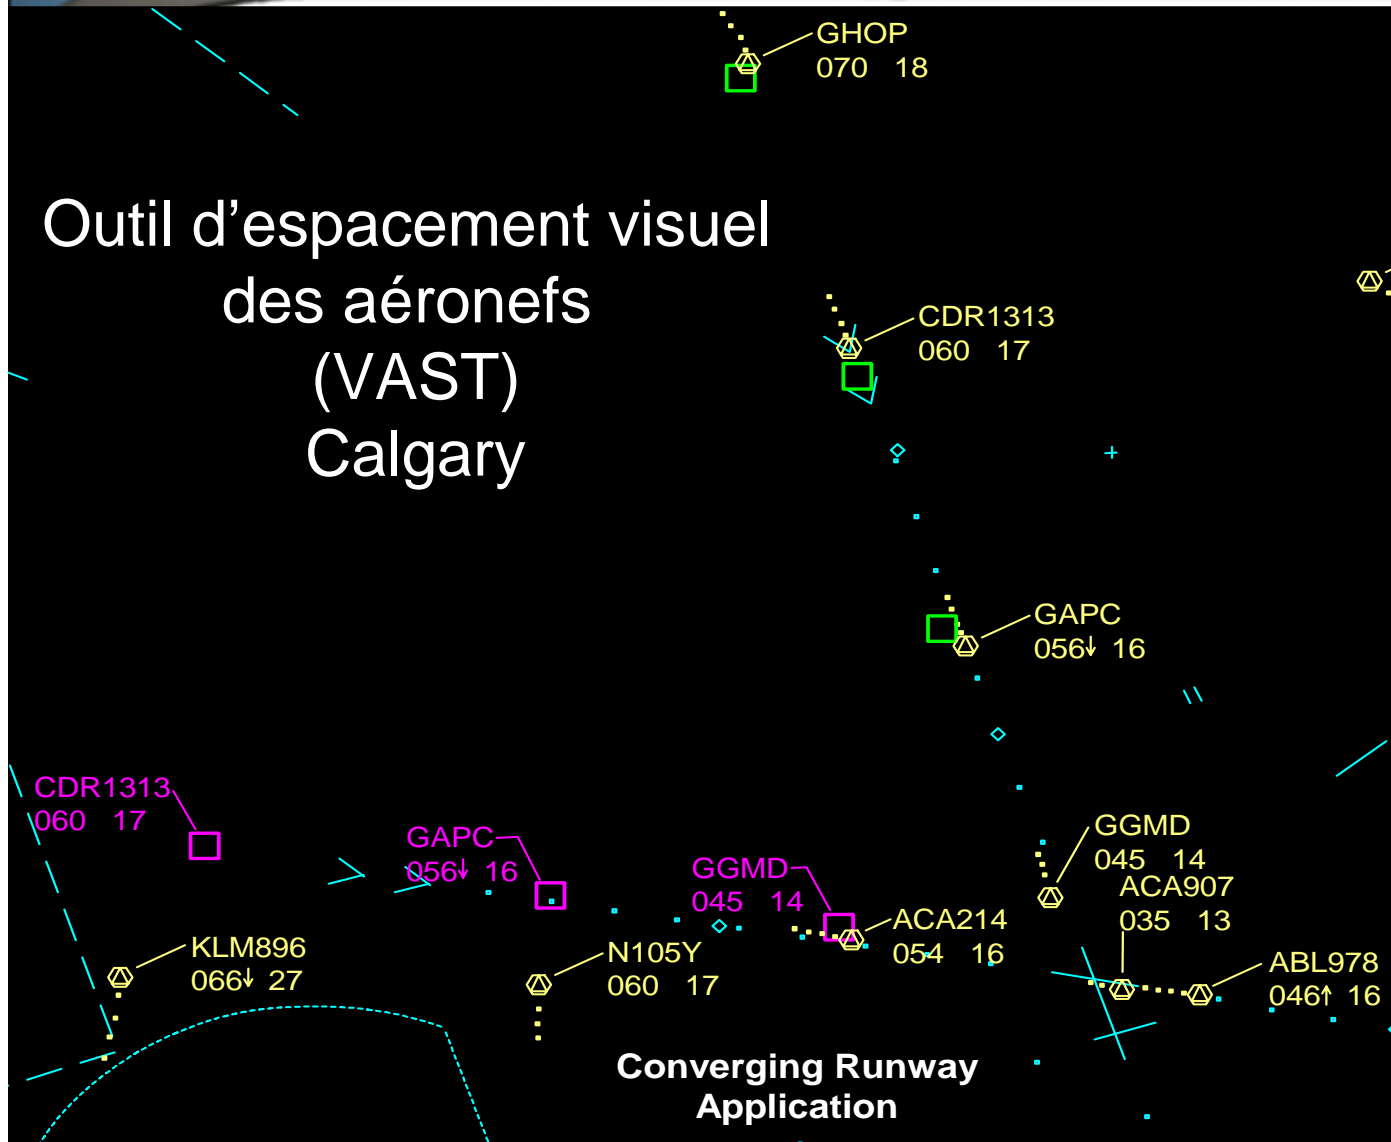 GHOP
070 18
Outil d’espacement visuel
des aéronefs
(VAST)
Calgary
CDR1313
060 17
GAPC
056↓ 16
CDR1313
060 17
GAPC
056↓ 16
GGMD
045 14
GGMD
045 14
ACA907
035 13
ACA214
054 16
KLM896
066↓ 27
N105Y
060 17
ABL978
046↑ 16
Converging Runway
Application